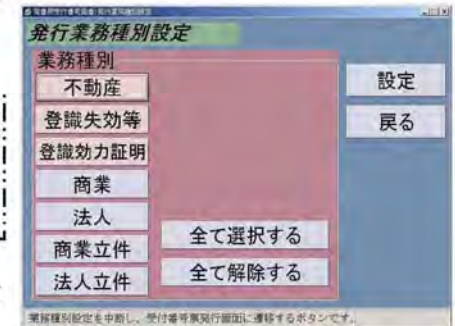 発行業務種別設定
業務種別
不動産
登識失効等
登識効力証明
商業
法人
商業立件
法人立件
全て選択する
全て解除する
設定
戻る
業務種別設定を中断し、受付番号票発行画面に遷移するボタンです。